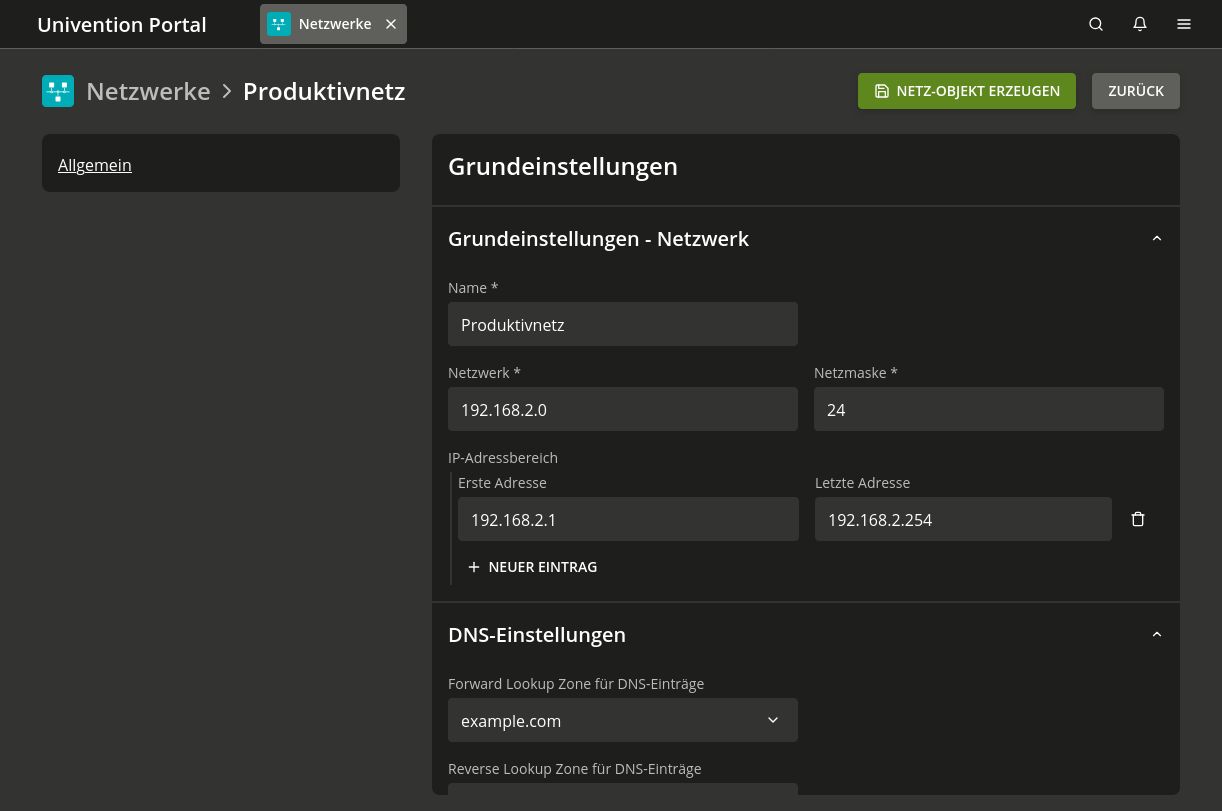 Univention Portal
Netzwerke
Netzwerke > Produktivnetz
NETZ-OBJEKT ERZEUGEN
ZURÜCK
Allgemein
Grundeinstellungen
Grundeinstellungen - Netzwerk
Name *
Produktivnetz
Netzwerk * Netzmaske *
192.168.2.0 24
IP-Adressbereich
Erste Adresse Letzte Adresse
192.168.2.1 192.168.2.254
+ NEUER EINTRAG
DNS-Einstellungen
Forward Lookup Zone für DNS-Einträge
example.com
Reverse Lookup Zone für DNS-Einträge